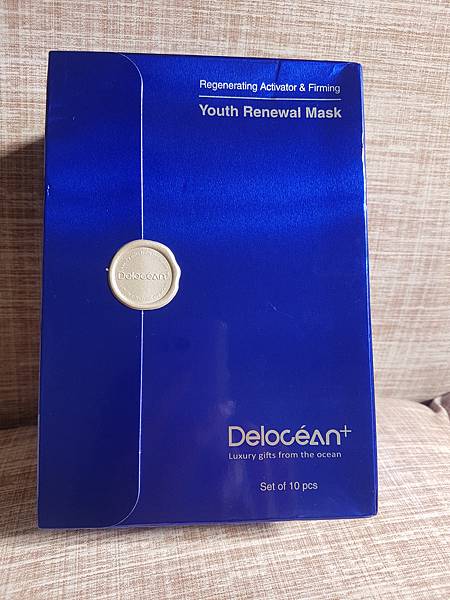 Regenerating Activator & Firming
Youth Renewal Mask
Delocéan+
Delocéan+
Luxury gifts from the ocean
Set of 10 pcs